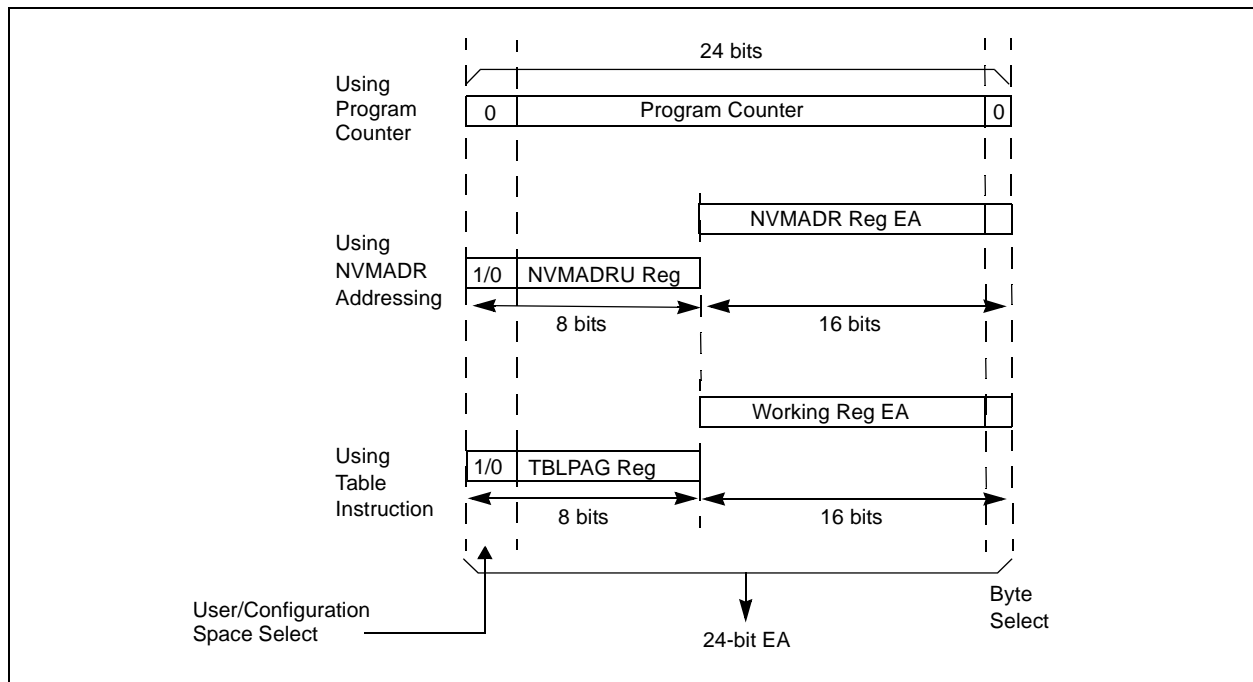 24 bits
Using
Program
Counter
0
Program Counter
0
NVMADR Reg EA
Using
NVMADR
Addressing
1/0
NVMADRU Reg
8 bits
16 bits
Working Reg EA
Using
Table
Instruction
1/0
TBLPAG Reg
8 bits
16 bits
User/Configuration
Space Select
24-bit EA
Byte
Select